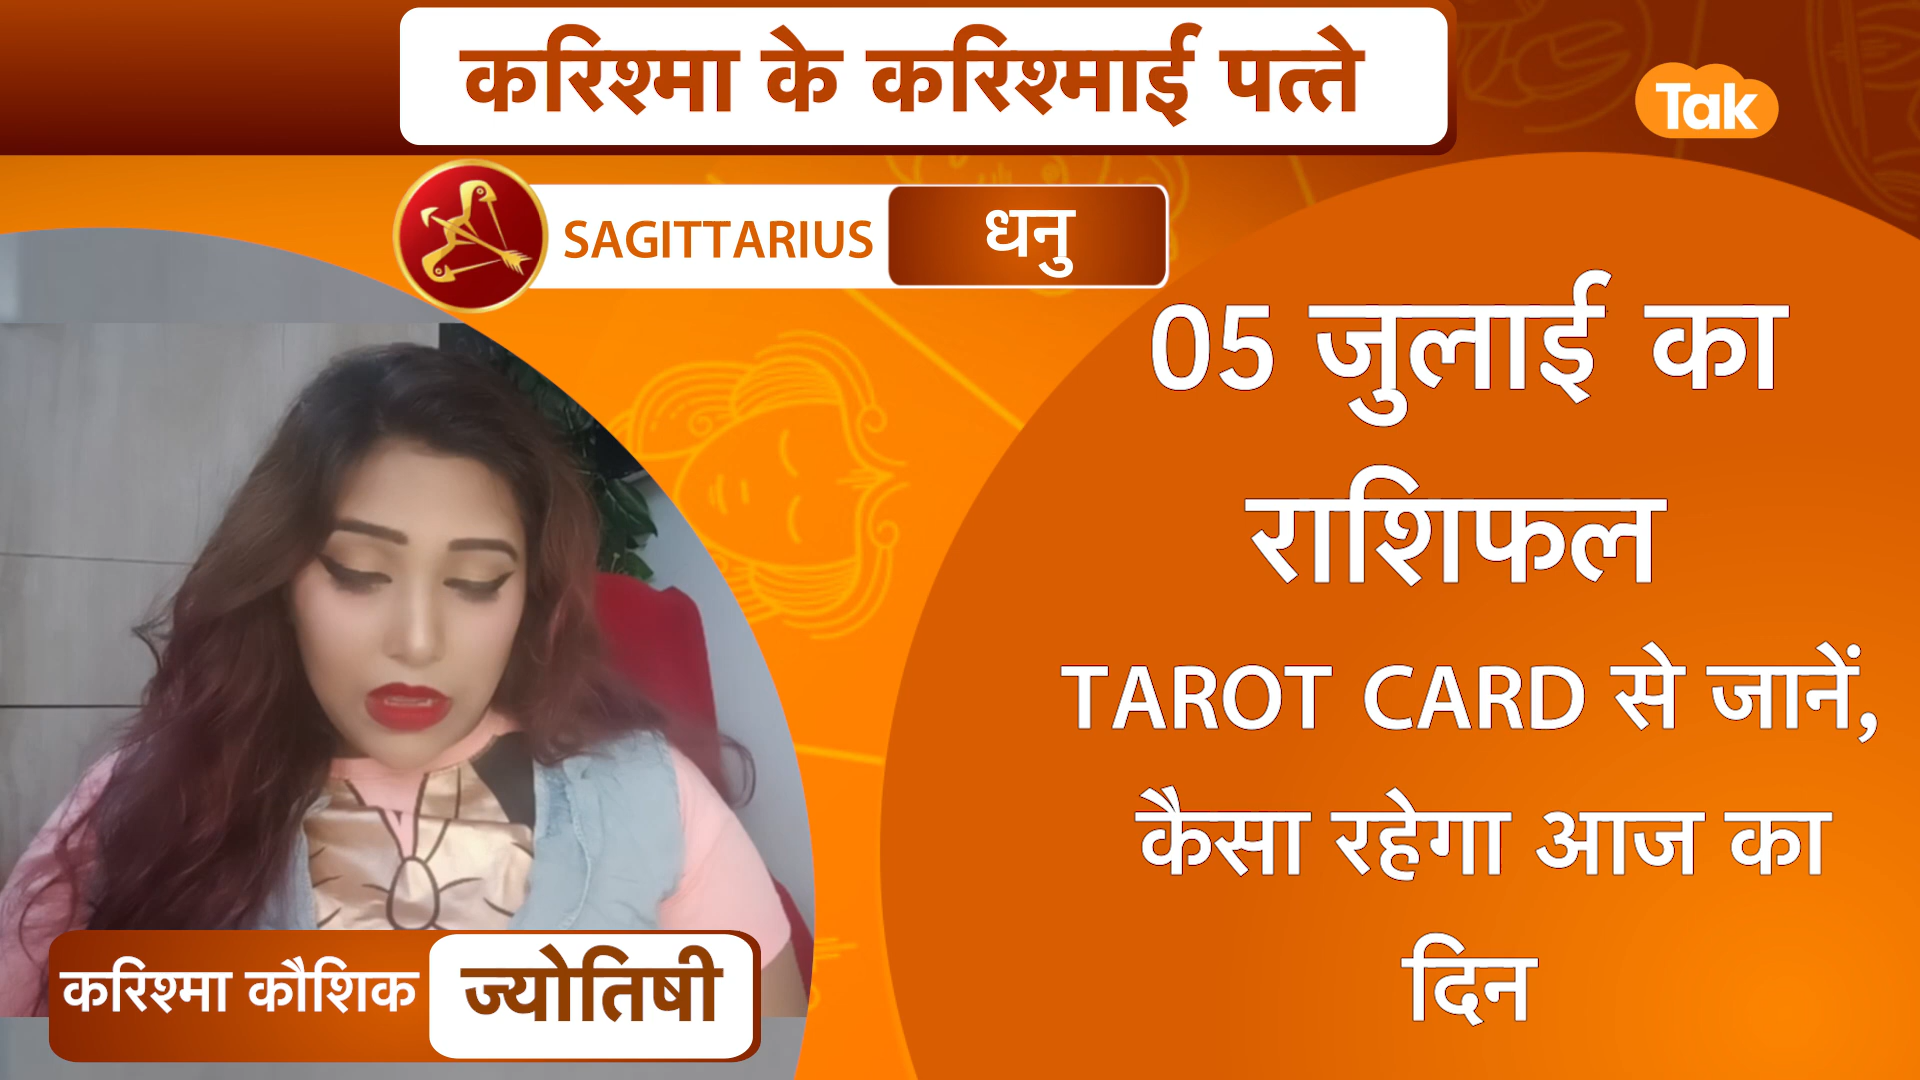 करिश्मा के करिश्माई पत्ते
Tak
SAGITTARIUS धनु
05 जुलाई का
राशिफल
TAROT CARD से जानें,
कैसा रहेगा आज का
दिन
करिश्मा कौशिक ज्योतिषी